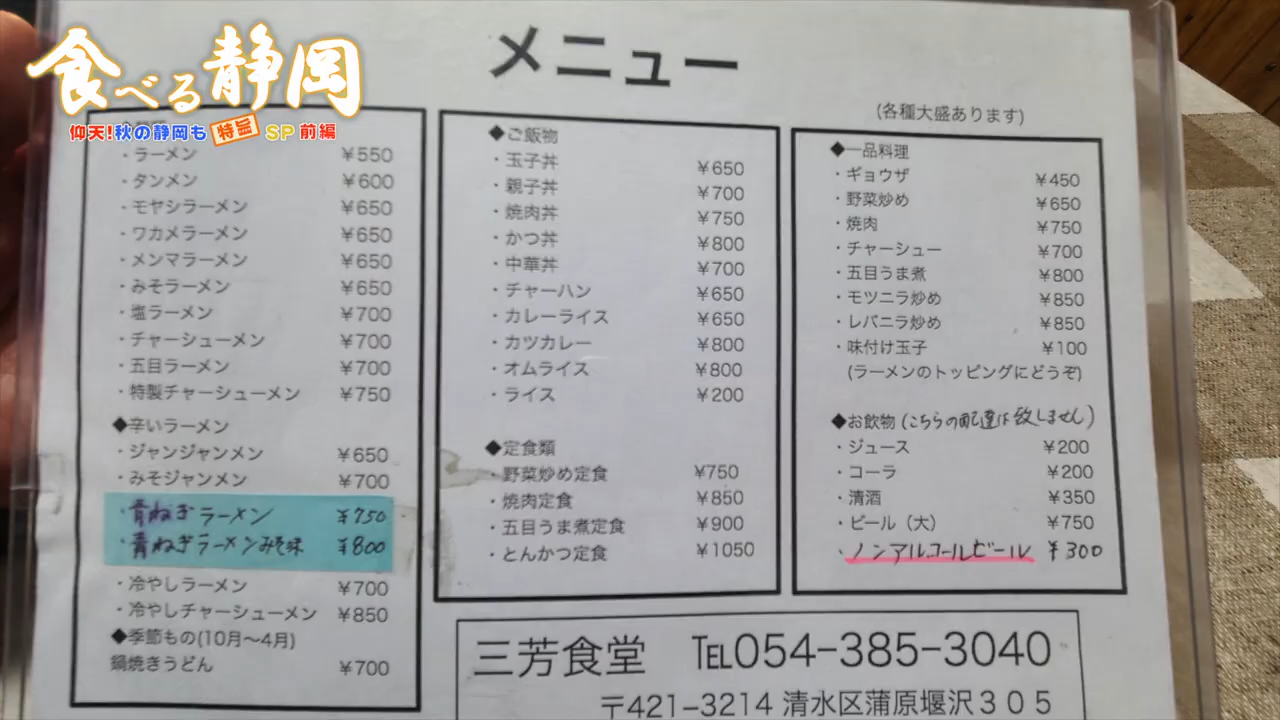 食べる静岡
仰天!秋の静岡も 特旨 SP 前編
メニュー
(各種大盛あります)
・ラーメン ¥550
・タンメン ¥600
・モヤシラーメン ¥650
・ワカメラーメン ¥650
・メンマラーメン ¥650
・みそラーメン ¥650
・塩ラーメン ¥700
・チャーシューメン ¥700
・五目ラーメン ¥700
・特製チャーシューメン ¥750
◆辛いラーメン
・ジャンジャンメン ¥650
・みそジャンメン ¥700
・青ねぎラーメン ¥750
・青ねぎラーメンみそ味 ¥800
・冷やしラーメン ¥700
・冷やしチャーシューメン ¥850
◆季節もの(10月〜4月)
鍋焼きうどん ¥700
◆ご飯物
・玉子丼 ¥650
・親子丼 ¥700
・焼肉丼 ¥750
・かつ丼 ¥800
・中華丼 ¥700
・チャーハン ¥650
・カレーライス ¥650
・カツカレー ¥800
・オムライス ¥800
・ライス ¥200
◆定食類
・野菜炒め定食 ¥750
・焼肉定食 ¥850
・五目うま煮定食 ¥900
・とんかつ定食 ¥1050
◆一品料理
・ギョウザ ¥450
・野菜炒め ¥650
・焼肉 ¥750
・チャーシュー ¥700
・五目うま煮 ¥800
・モツニラ炒め ¥850
・レバニラ炒め ¥850
・味付け玉子 ¥100
(ラーメンのトッピングにどうぞ)
◆お飲物(こちらの配達は致しません)
・ジュース ¥200
・コーラ ¥200
・清酒 ¥350
・ビール（大） ¥750
・ノンアルコールビール ¥300
三芳食堂 TEL054-385-3040
〒421-3214 清水区蒲原堰沢３０５